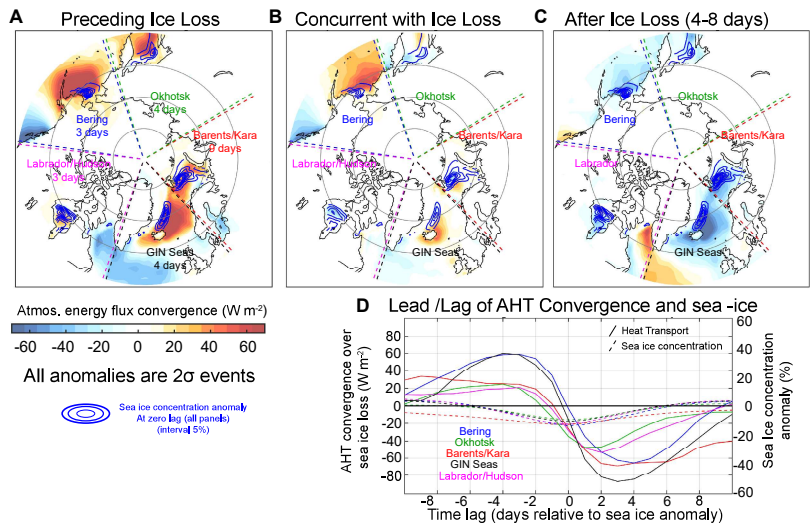 A Preceding Ice Loss
B Concurrent with Ice Loss
C After Ice Loss (4-8 days)
Okhotsk
4 days
Bering
3 days
Barents/Kara
days
Labrador/Hudson
3 days
GIN Seas
4 days
Okhotsk
Bering
Barents/Kara
Labrador/Hudson
GIN Seas
Okhotsk
Bering
Barents/Kara
Labrador
GIN Seas
Atmos. energy flux convergence (W m-2)
-60 -40 -20 0 20 40 60
All anomalies are 2σ events
Sea ice concentration anomaly
At zero lag (all panels)
(interval 5%)
D Lead /Lag of AHT Convergence and sea -ice
AHT convergence over
sea ice loss (W m-2)
80
60
40
20
0
-20
-40
-60
-80
Heat Transport
Sea ice concentration
Bering
Okhotsk
Barents/Kara
GIN Seas
Labrador/Hudson
60
40
20
0
-20
-40
-60
Sea Ice concentration
anomaly (%)
-8 -6 -4 -2 0 2 4 6 8
Time lag (days relative to sea ice anomaly)